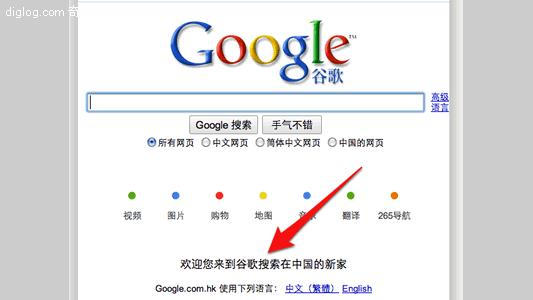 diglog.com 奇
Google™
谷歌
高级
语言
Google 搜索 手气不错
所有网页 中文网页 简体中文网页 中国的网页
视频 图片 购物 地图 音乐 翻译 265导航
欢迎您来到谷歌搜索在中国的新家
Google.com.hk 使用下列语言： 中文（繁體） English